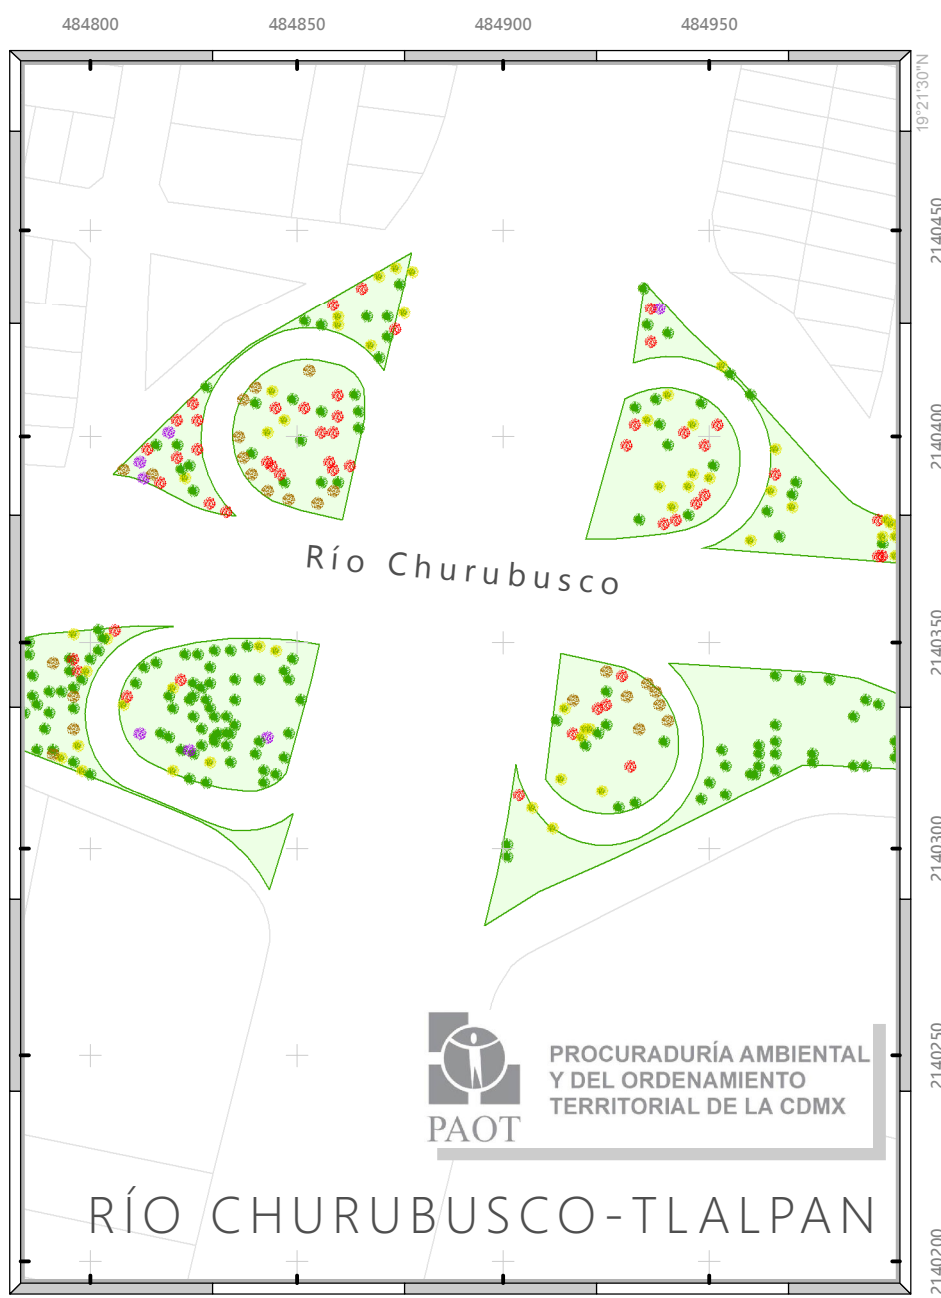 484800 484850 484900 484950
19°21'30"N
2140450
2140400
Río Churubusco
2140350
2140300
2140250
PROCURADURÍA AMBIENTAL
Y DEL ORDENAMIENTO
TERRITORIAL DE LA CDMX
PAOT
RÍO CHURUBUSCO-TLALPAN
2140200